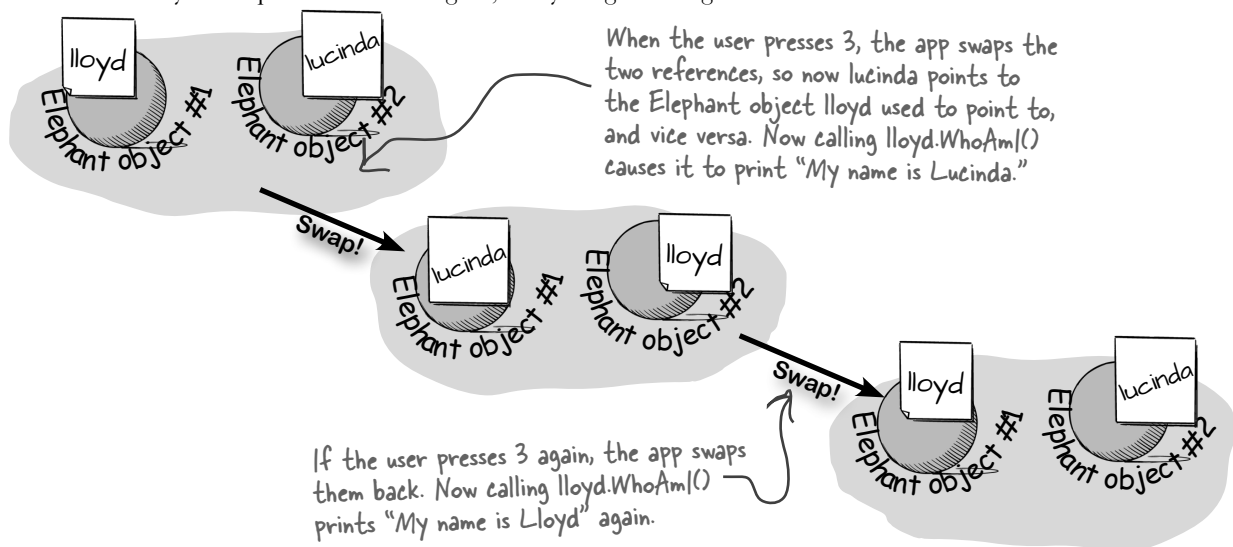 lloyd
lucinda
Elephant object #1
Elephant object #2
When the user presses 3, the app swaps the
two references, so now lucinda points to
the Elephant object lloyd used to point to,
and vice versa. Now calling lloyd.WhoAmI()
causes it to print “My name is Lucinda.”
Swap!
lucinda
lloyd
Elephant object #1
Elephant object #2
Swap!
lloyd
lucinda
Elephant object #1
Elephant object #2
If the user presses 3 again, the app swaps
them back. Now calling lloyd.WhoAmI()
prints “My name is Lloyd” again.